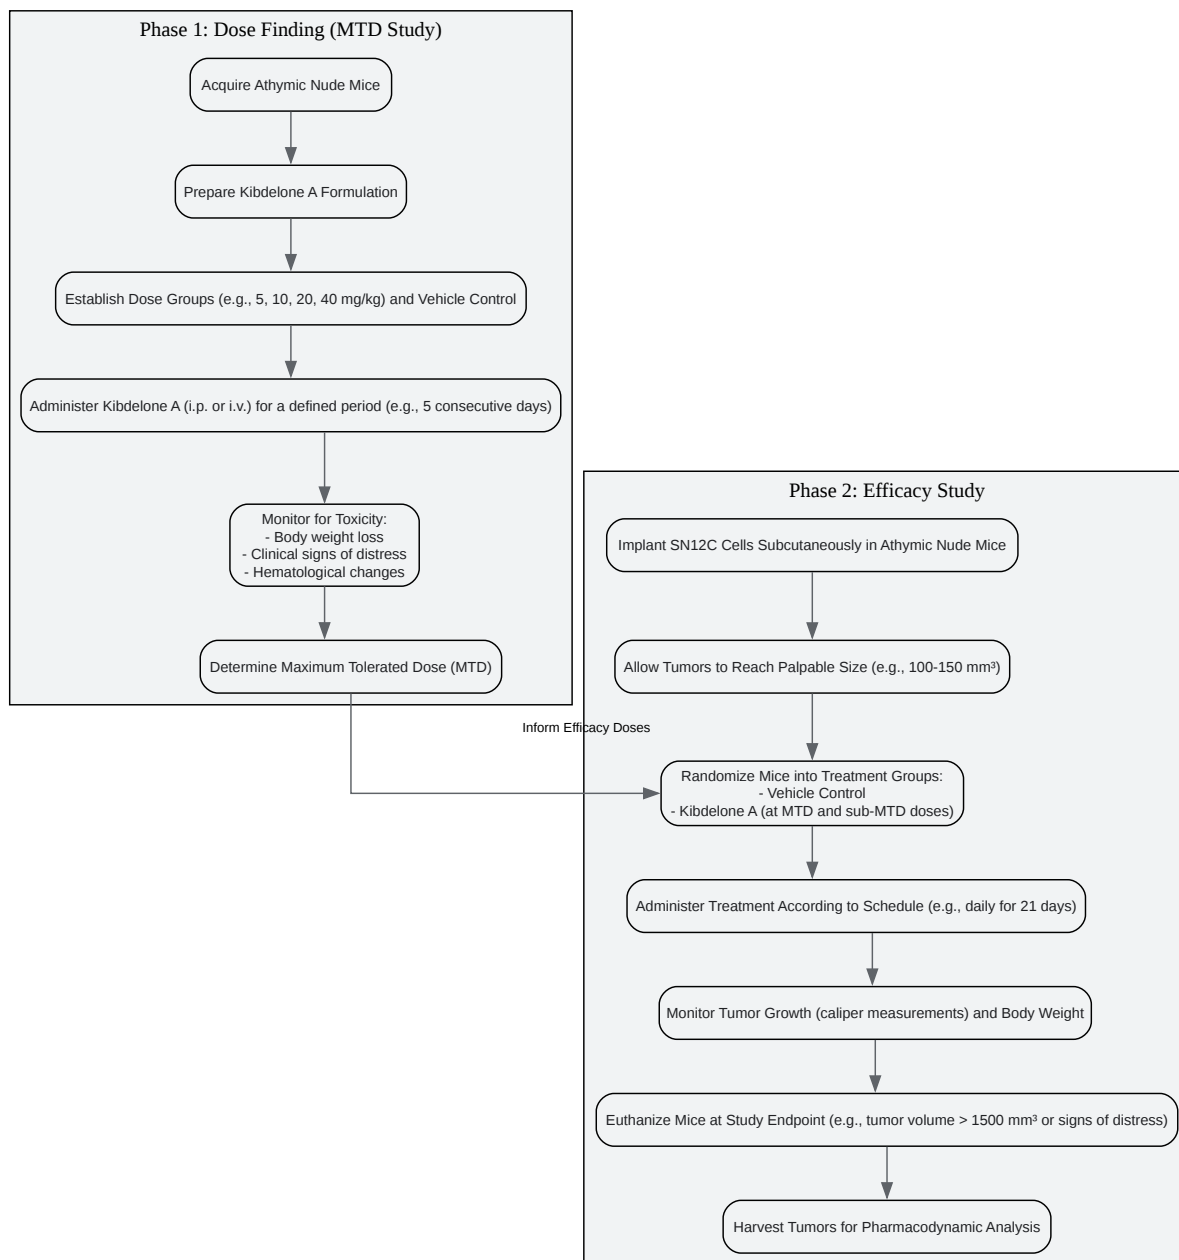 Phase 1: Dose Finding (MTD Study)
Acquire Athymic Nude Mice
Prepare Kibdelone A Formulation
Establish Dose Groups (e.g., 5, 10, 20, 40 mg/kg) and Vehicle Control
Administer Kibdelone A (i.p. or i.v.) for a defined period (e.g., 5 consecutive days)
Monitor for Toxicity:
- Body weight loss
- Clinical signs of distress
- Hematological changes
Determine Maximum Tolerated Dose (MTD)
Inform Efficacy Doses
Phase 2: Efficacy Study
Implant SN12C Cells Subcutaneously in Athymic Nude Mice
Allow Tumors to Reach Palpable Size (e.g., 100-150 mm³)
Randomize Mice into Treatment Groups:
- Vehicle Control
- Kibdelone A (at MTD and sub-MTD doses)
Administer Treatment According to Schedule (e.g., daily for 21 days)
Monitor Tumor Growth (caliper measurements) and Body Weight
Euthanize Mice at Study Endpoint (e.g., tumor volume > 1500 mm³ or signs of distress)
Harvest Tumors for Pharmacodynamic Analysis